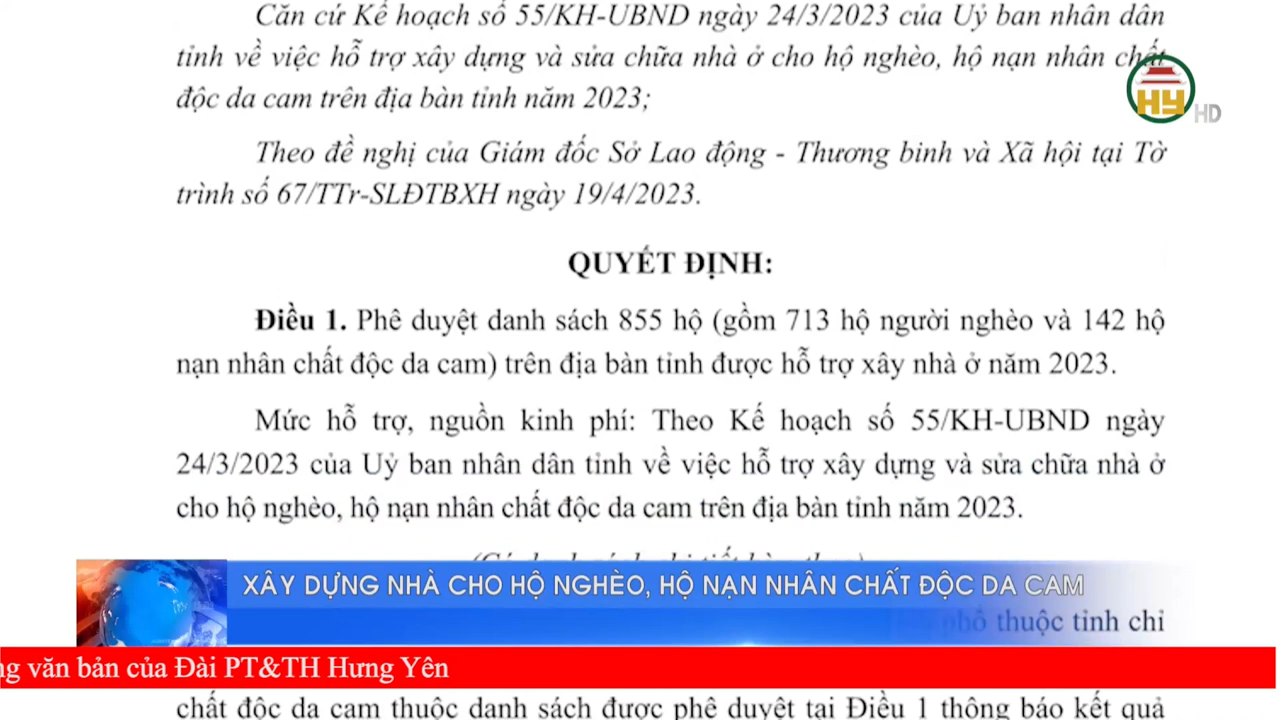 Căn cứ Kế hoạch số 55/KH-UBND ngày 24/3/2023 của Uỷ ban nhân dân
tỉnh về việc hỗ trợ xây dựng và sửa chữa nhà ở cho hộ nghèo, hộ nạn nhân chất
độc da cam trên địa bàn tỉnh năm 2023;
HY HD
Theo đề nghị của Giám đốc Sở Lao động - Thương binh và Xã hội tại Tờ
trình số 67/TTr-SLĐTBXH ngày 19/4/2023.
QUYẾT ĐỊNH:
Điều 1. Phê duyệt danh sách 855 hộ (gồm 713 hộ người nghèo và 142 hộ
nạn nhân chất độc da cam) trên địa bàn tỉnh được hỗ trợ xây nhà ở năm 2023.
Mức hỗ trợ, nguồn kinh phí: Theo Kế hoạch số 55/KH-UBND ngày
24/3/2023 của Uỷ ban nhân dân tỉnh về việc hỗ trợ xây dựng và sửa chữa nhà ở
cho hộ nghèo, hộ nạn nhân chất độc da cam trên địa bàn tỉnh năm 2023.
XÂY DỰNG NHÀ CHO HỘ NGHÈO, HỘ NẠN NHÂN CHẤT ĐỘC DA CAM
phố thuộc tỉnh chỉ
văn bản của Đài PT&TH Hưng Yên
chất độc da cam thuộc danh sách được phê duyệt tại Điều 1 thông báo kết quả